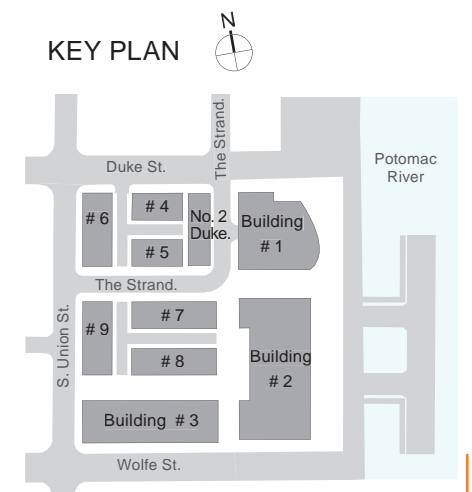 N
KEY PLAN
The Strand.
Duke St.
Potomac
River
# 6
# 4
No. 2
Duke.
Building
# 1
# 5
The Strand.
S. Union St.
# 9
# 7
# 8
Building
# 2
Building # 3
Wolfe St.